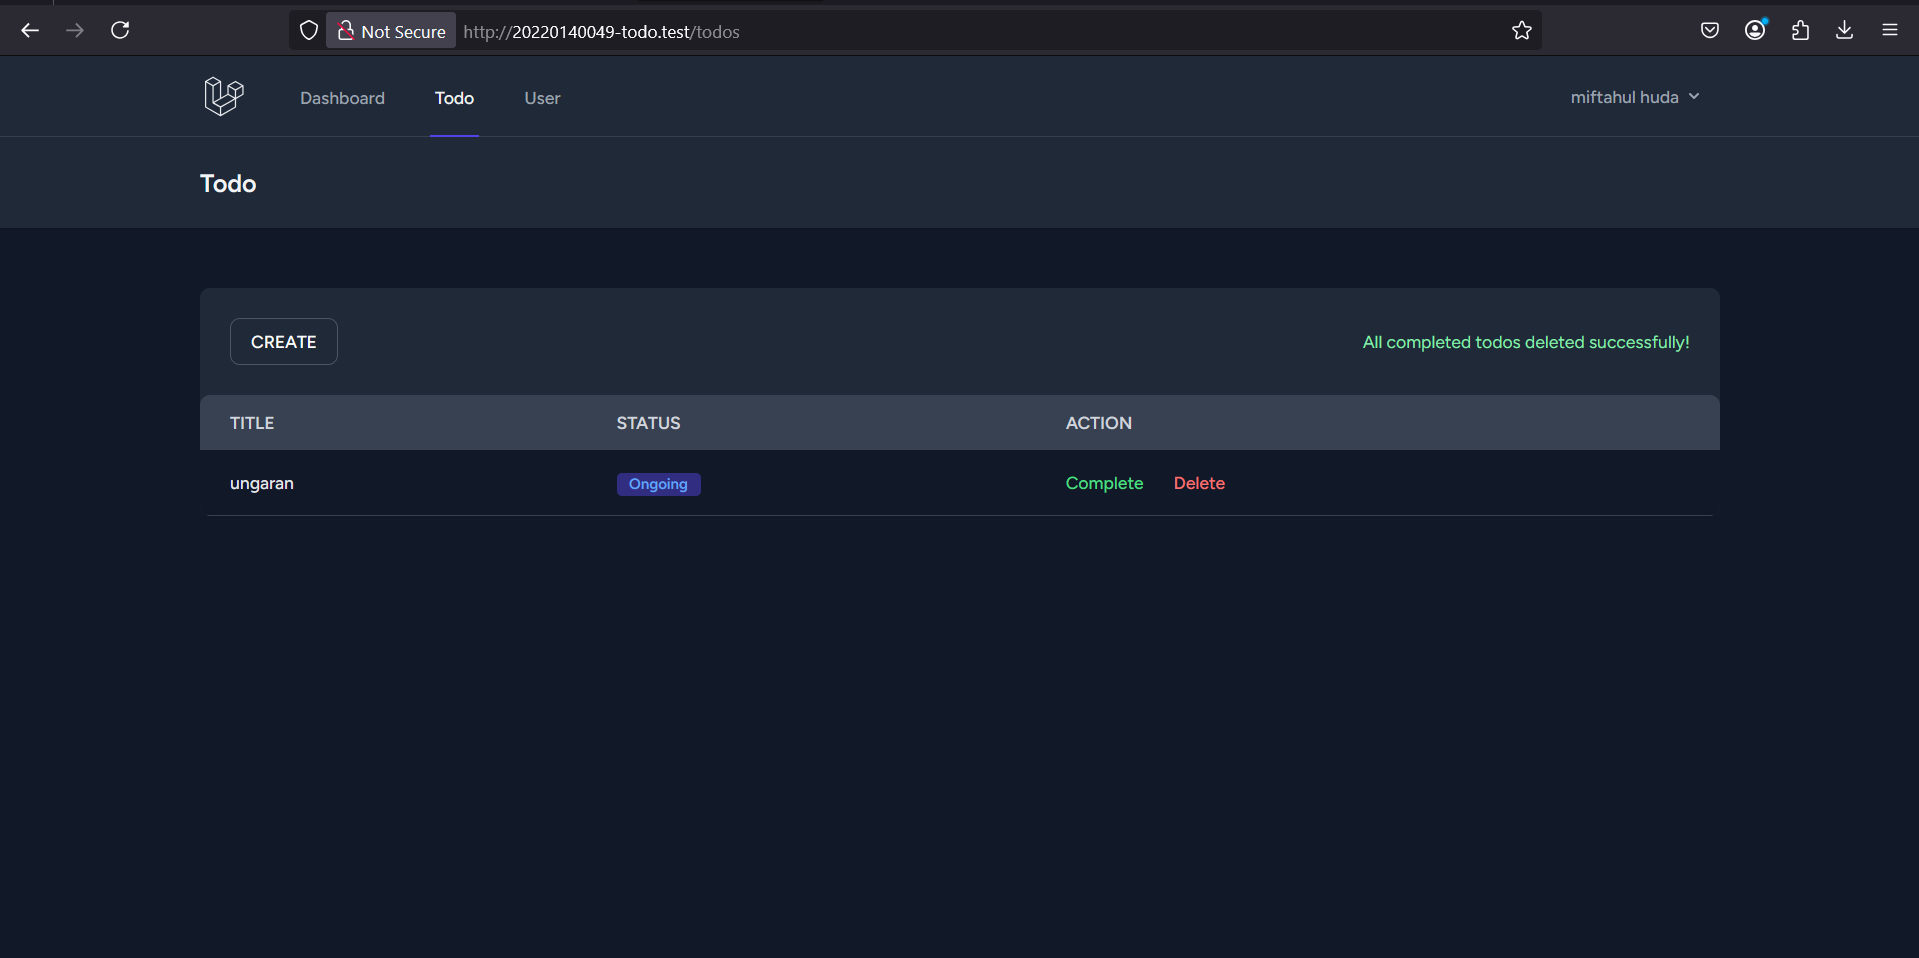 Not Secure http://20220140049-todo.test/todos
Dashboard Todo User miftahul huda
Todo
CREATE All completed todos deleted successfully!
TITLE STATUS ACTION
ungaran Ongoing Complete Delete